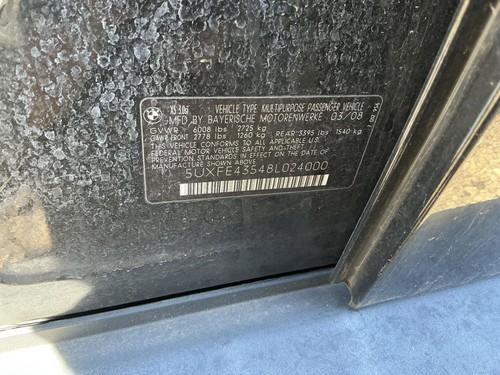 BMW
X5 3.0si VEHICLE TYPE MULTIPURPOSE PASSENGER VEHICLE
MFD BY BAYERISCHE MOTORENWERKE 03/08
GVWR - 6008 lbs 2725 kg
GAWR FRONT 2778 lbs 1260 kg REAR-3395 lbs 1540 kg
THIS VEHICLE CONFORMS TO ALL APPLICABLE
FEDERAL MOTOR VEHICLE SAFETY AND-THEFT
PREVENTION STANDARDS IN EFFECT ON THE DATE OF
MANUFACTURE SHOWN ABOVE
5UXFE43548L024000